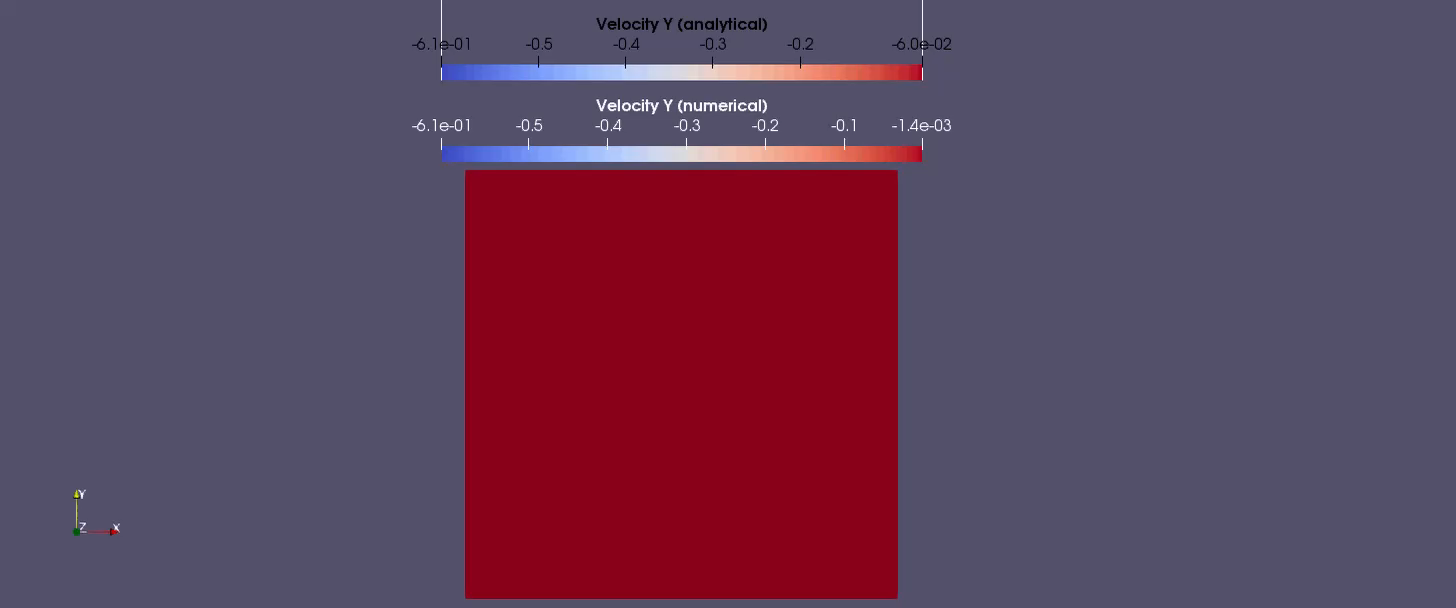 Velocity Y (analytical)
-6.1e-01 -0.5 -0.4 -0.3 -0.2 -6.0e-02
Velocity Y (numerical)
-6.1e-01 -0.5 -0.4 -0.3 -0.2 -0.1 -1.4e-03
Y
Z X